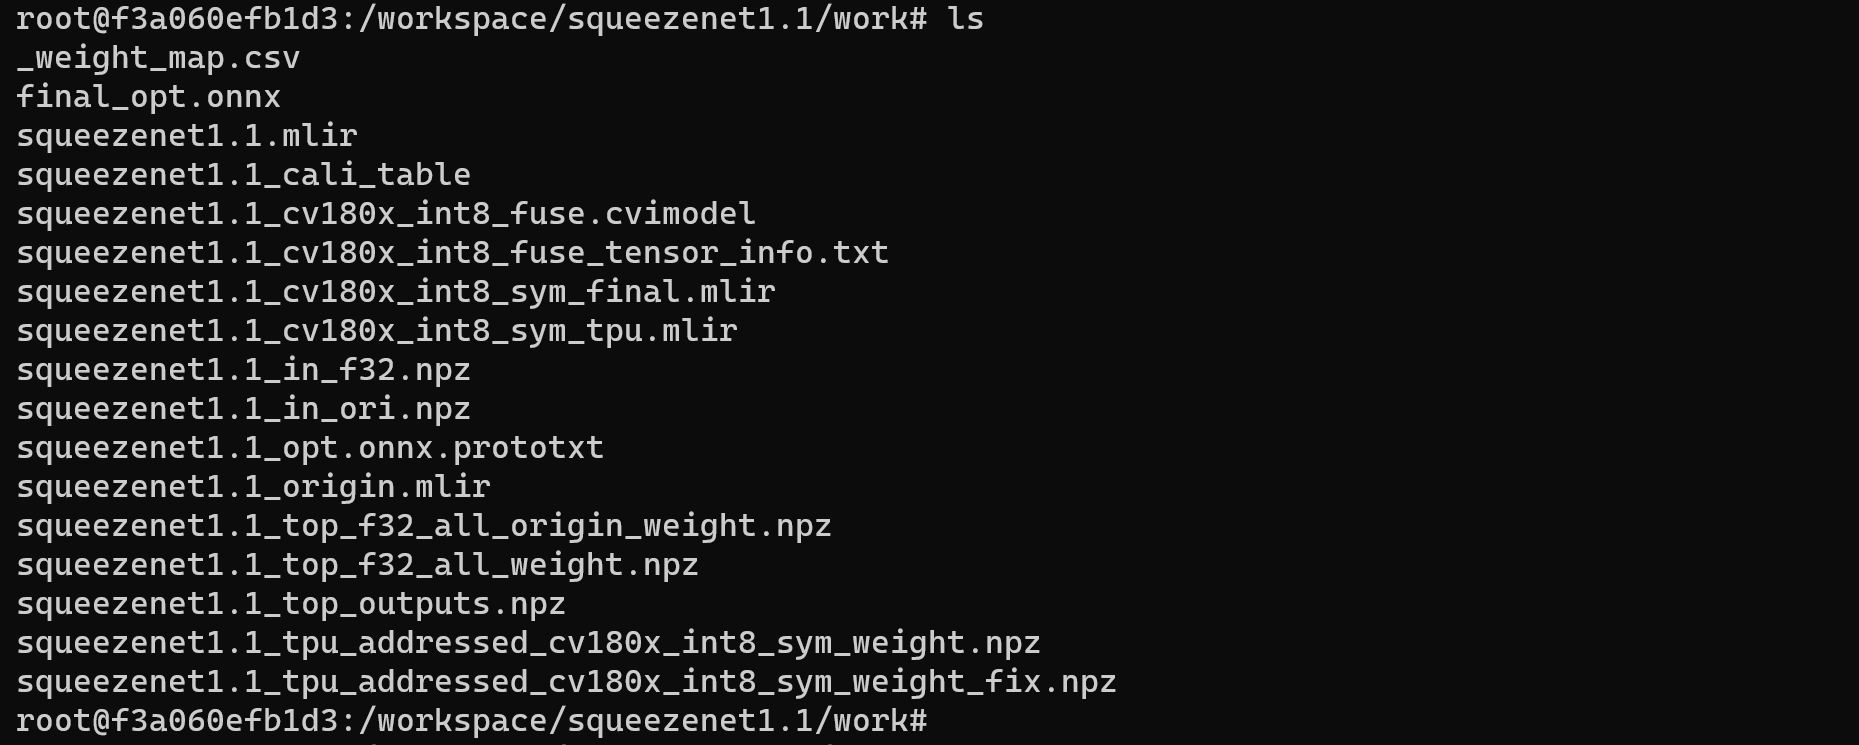 root@f3a060efb1d3:/workspace/squeezenet1.1/work# ls
_weight_map.csv
final_opt.onnx
squeezenet1.1.mlir
squeezenet1.1_cali_table
squeezenet1.1_cv180x_int8_fuse.cvimodel
squeezenet1.1_cv180x_int8_fuse_tensor_info.txt
squeezenet1.1_cv180x_int8_sym_final.mlir
squeezenet1.1_cv180x_int8_sym_tpu.mlir
squeezenet1.1_in_f32.npz
squeezenet1.1_in_ori.npz
squeezenet1.1_opt.onnx.prototxt
squeezenet1.1_origin.mlir
squeezenet1.1_top_f32_all_origin_weight.npz
squeezenet1.1_top_f32_all_weight.npz
squeezenet1.1_top_outputs.npz
squeezenet1.1_tpu_addressed_cv180x_int8_sym_weight.npz
squeezenet1.1_tpu_addressed_cv180x_int8_sym_weight_fix.npz
root@f3a060efb1d3:/workspace/squeezenet1.1/work#